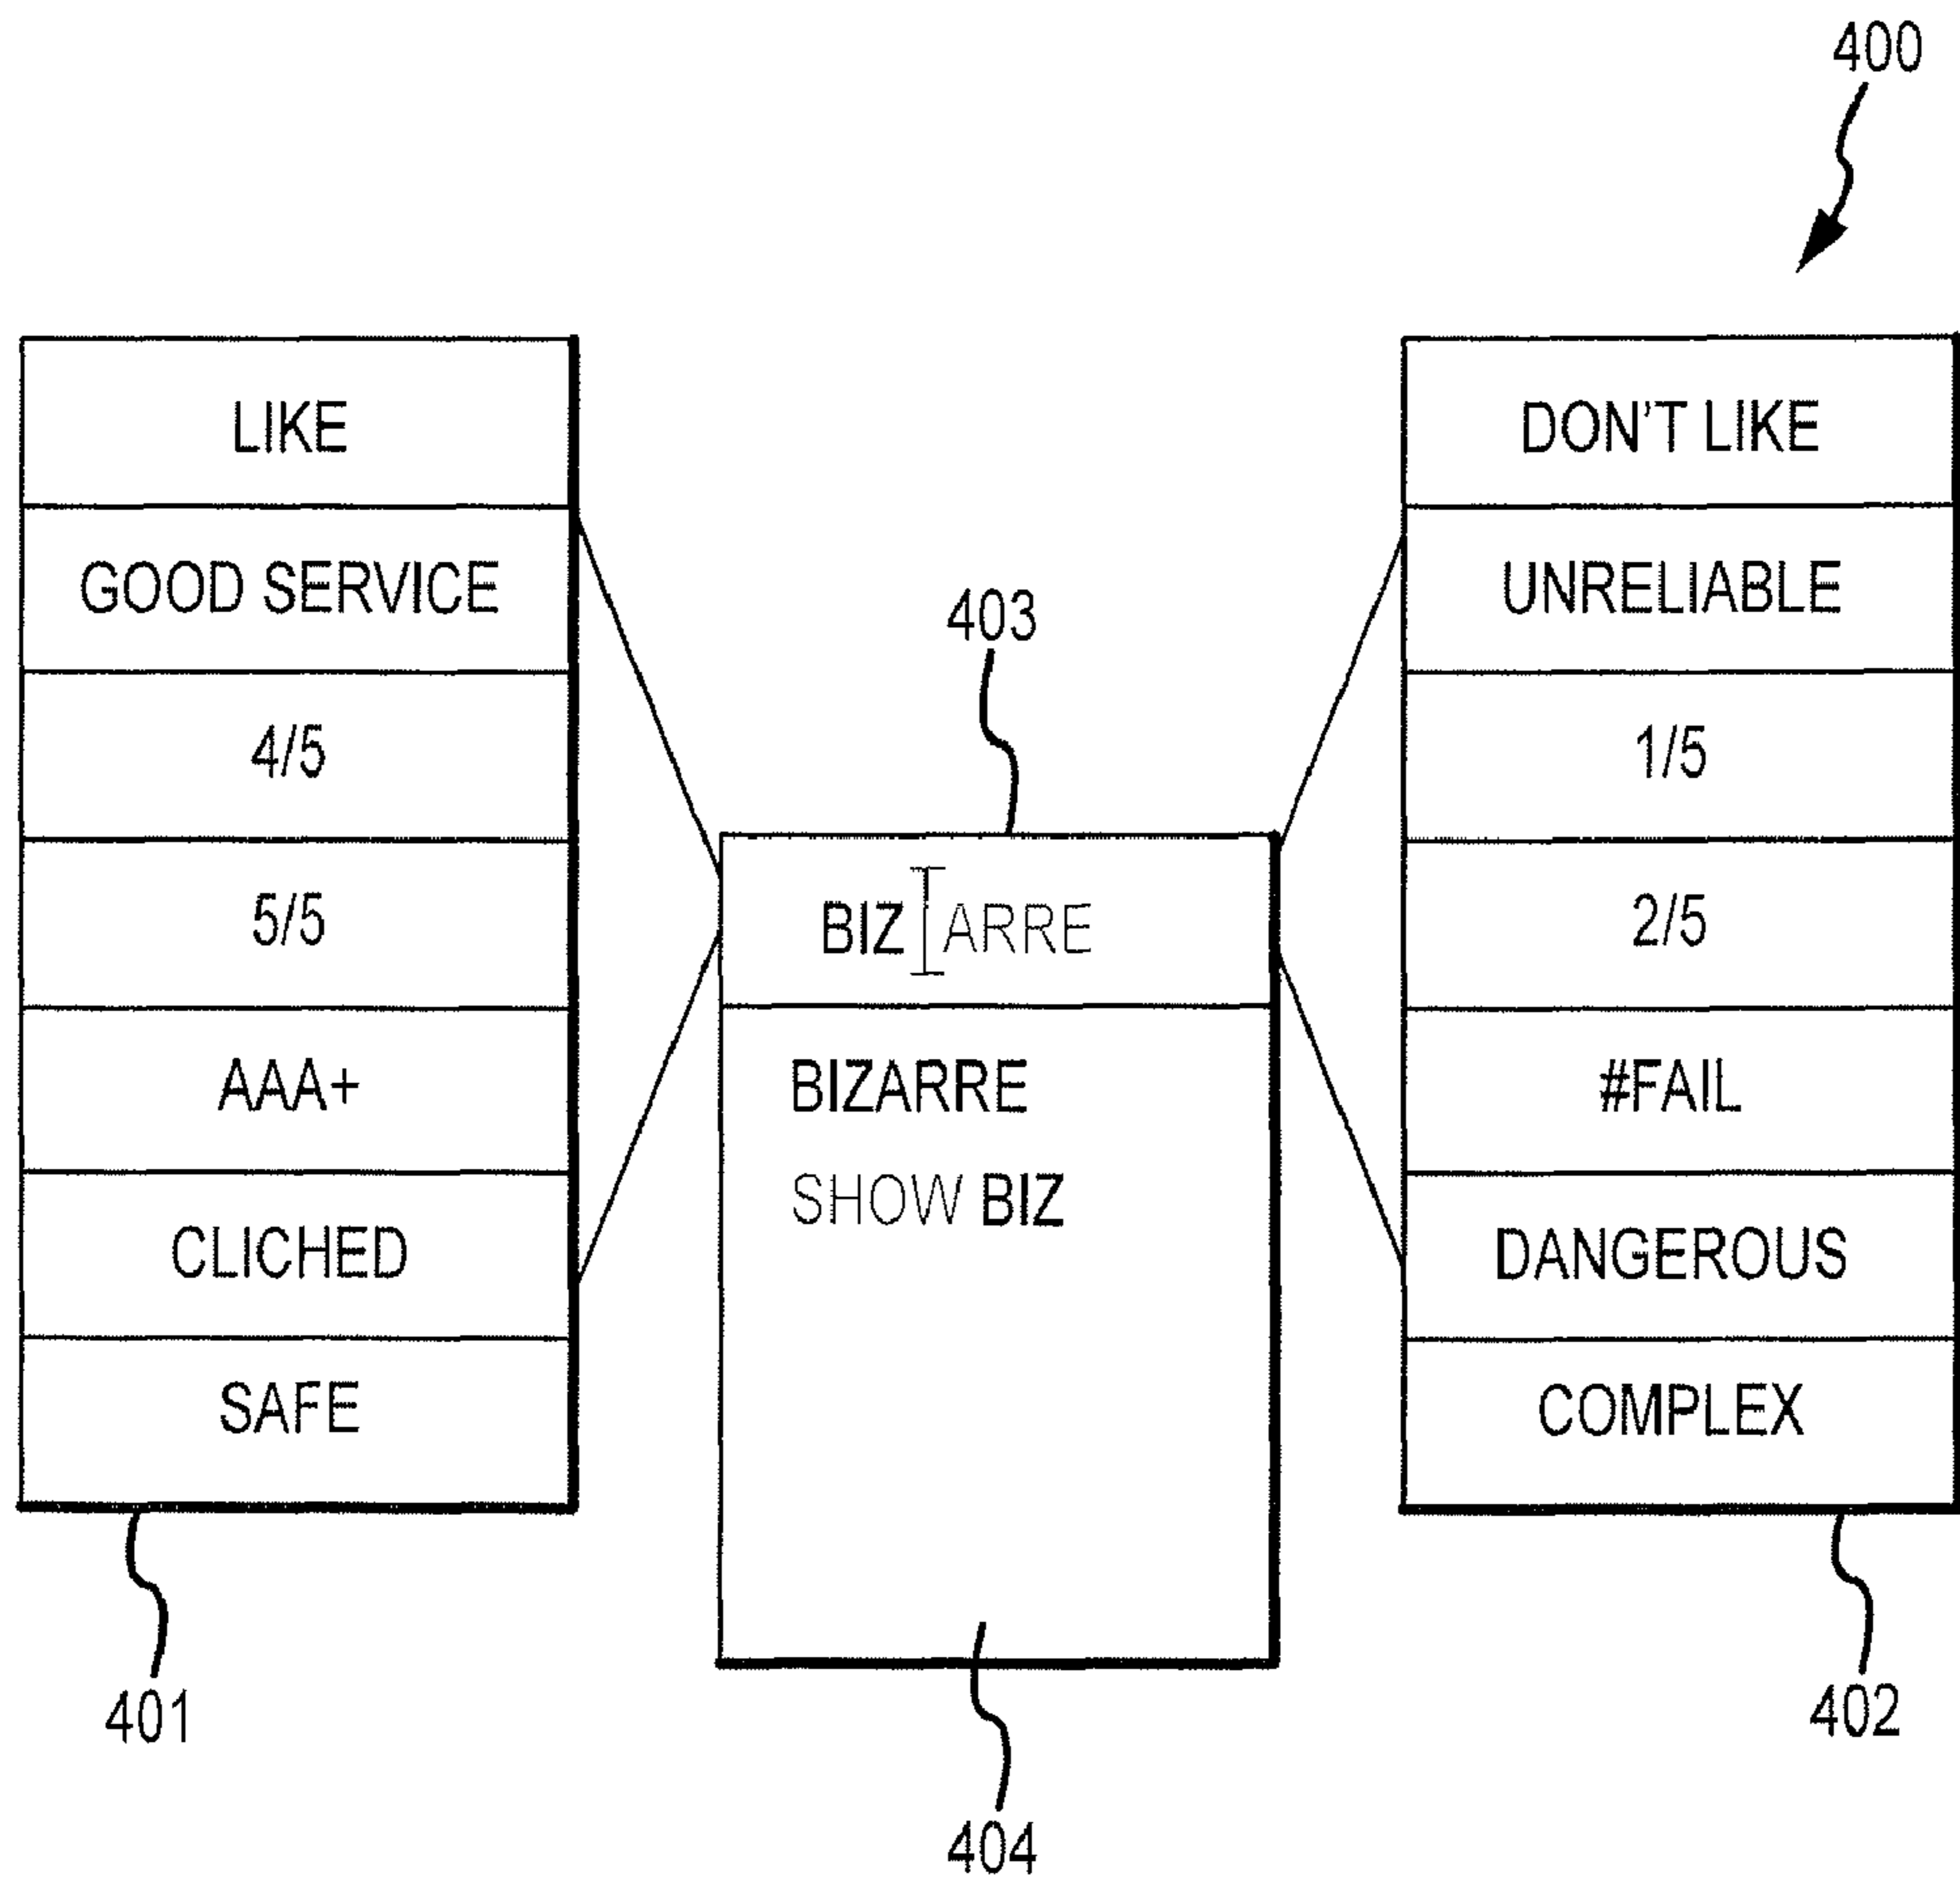 400
LIKE
GOOD SERVICE
4/5
5/5
AAA+
CLICHED
SAFE
401
403
BIZ ARRE
BIZARRE
SHOW BIZ
404
DON'T LIKE
UNRELIABLE
1/5
2/5
#FAIL
DANGEROUS
COMPLEX
402